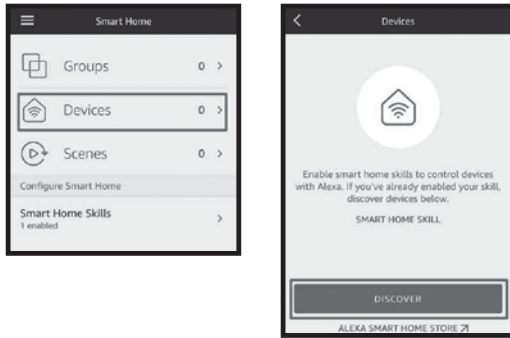 Smart Home
Groups 0 >
Devices 0 >
Scenes 0 >
Configure Smart Home
Smart Home Skills >
1 enabled
< Devices
Enable smart home skills to control devices
with Alexa. If you've already enabled your skill,
discover devices below.
SMART HOME SKILL
DISCOVER
ALEXA SMART HOME STORE